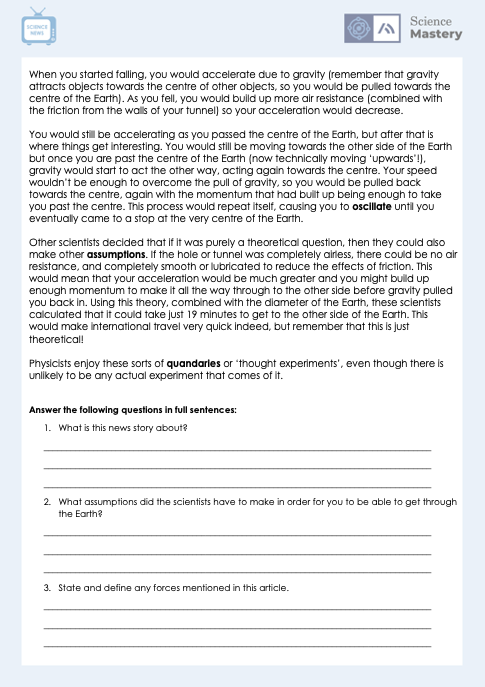 SCIENCE
NEWS
Science
Mastery
When you started falling, you would accelerate due to gravity (remember that gravity
attracts objects towards the centre of other objects, so you would be pulled towards the
centre of the Earth). As you fell, you would build up more air resistance (combined with
the friction from the walls of your tunnel) so your acceleration would decrease.
You would still be accelerating as you passed the centre of the Earth, but after that is
where things get interesting. You would still be moving towards the other side of the Earth
but once you are past the centre of the Earth (now technically moving ‘upwards’!),
gravity would start to act the other way, acting again towards the centre. Your speed
wouldn’t be enough to overcome the pull of gravity, so you would be pulled back
towards the centre, again with the momentum that had built up being enough to take
you past the centre. This process would repeat itself, causing you to oscillate until you
eventually came to a stop at the very centre of the Earth.
Other scientists decided that if it was purely a theoretical question, then they could also
make other assumptions. If the hole or tunnel was completely airless, there could be no air
resistance, and completely smooth or lubricated to reduce the effects of friction. This
would mean that your acceleration would be much greater and you might build up
enough momentum to make it all the way through to the other side before gravity pulled
you back in. Using this theory, combined with the diameter of the Earth, these scientists
calculated that it could take just 19 minutes to get to the other side of the Earth. This
would make international travel very quick indeed, but remember that this is just
theoretical!
Physicists enjoy these sorts of quandaries or ‘thought experiments’, even though there is
unlikely to be any actual experiment that comes of it.
Answer the following questions in full sentences:
1. What is this news story about?
2. What assumptions did the scientists have to make in order for you to be able to get through
the Earth?
3. State and define any forces mentioned in this article.